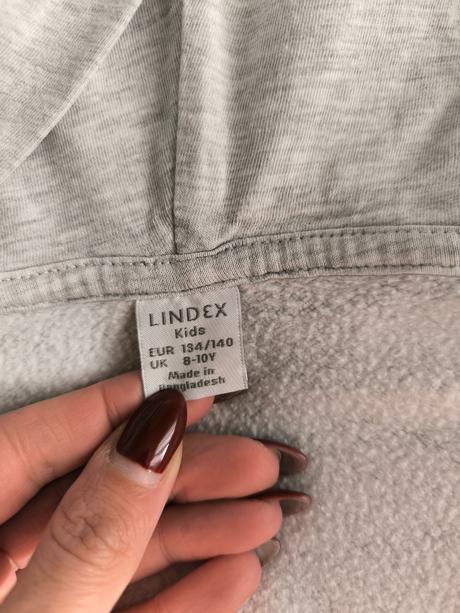 LINDEX
Kids
EUR 134/140
UK 8-10Y
Made in
Bangladesh